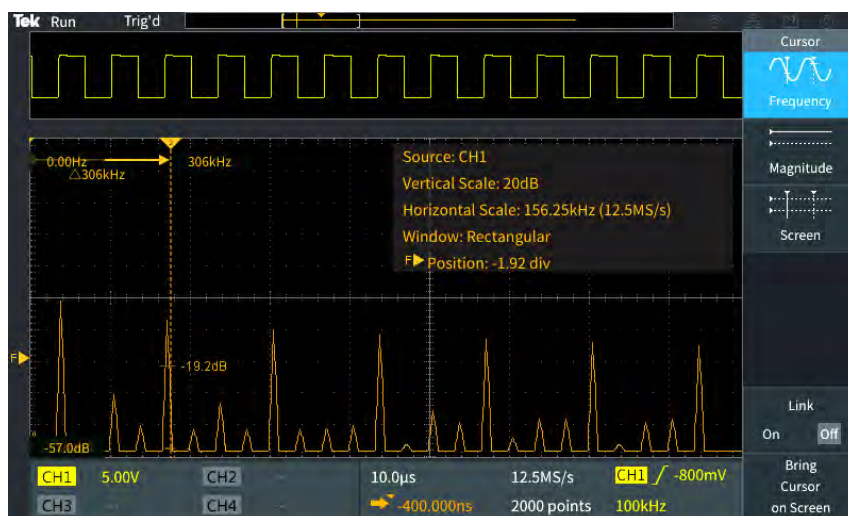 Tek Run Trig'd
Cursor
Frequency
0.00Hz 306kHz
△306kHz
Source: CH1
Vertical Scale: 20dB
Horizontal Scale: 156.25kHz (12.5MS/s)
Window: Rectangular
F Position: -1.92 div
Magnitude
Screen
F
-19.2dB
-57.0dB
Link
On Off
CH1 5.00V CH2 10.0µs 12.5MS/s CH1 -800mV
CH3 CH4 -400.000ns 2000 points 100kHz
Bring
Cursor
on Screen